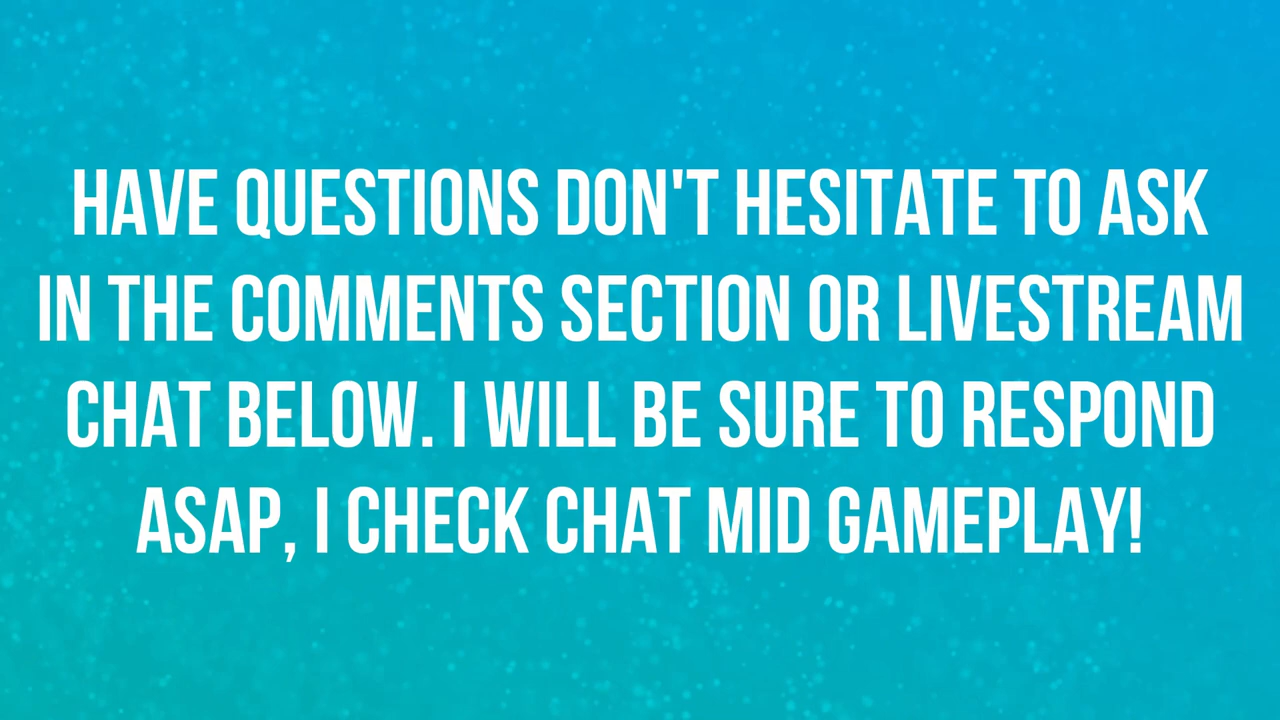 HAVE QUESTIONS DON'T HESITATE TO ASK
IN THE COMMENTS SECTION OR LIVESTREAM
CHAT BELOW. I WILL BE SURE TO RESPOND
ASAP, I CHECK CHAT MID GAMEPLAY!